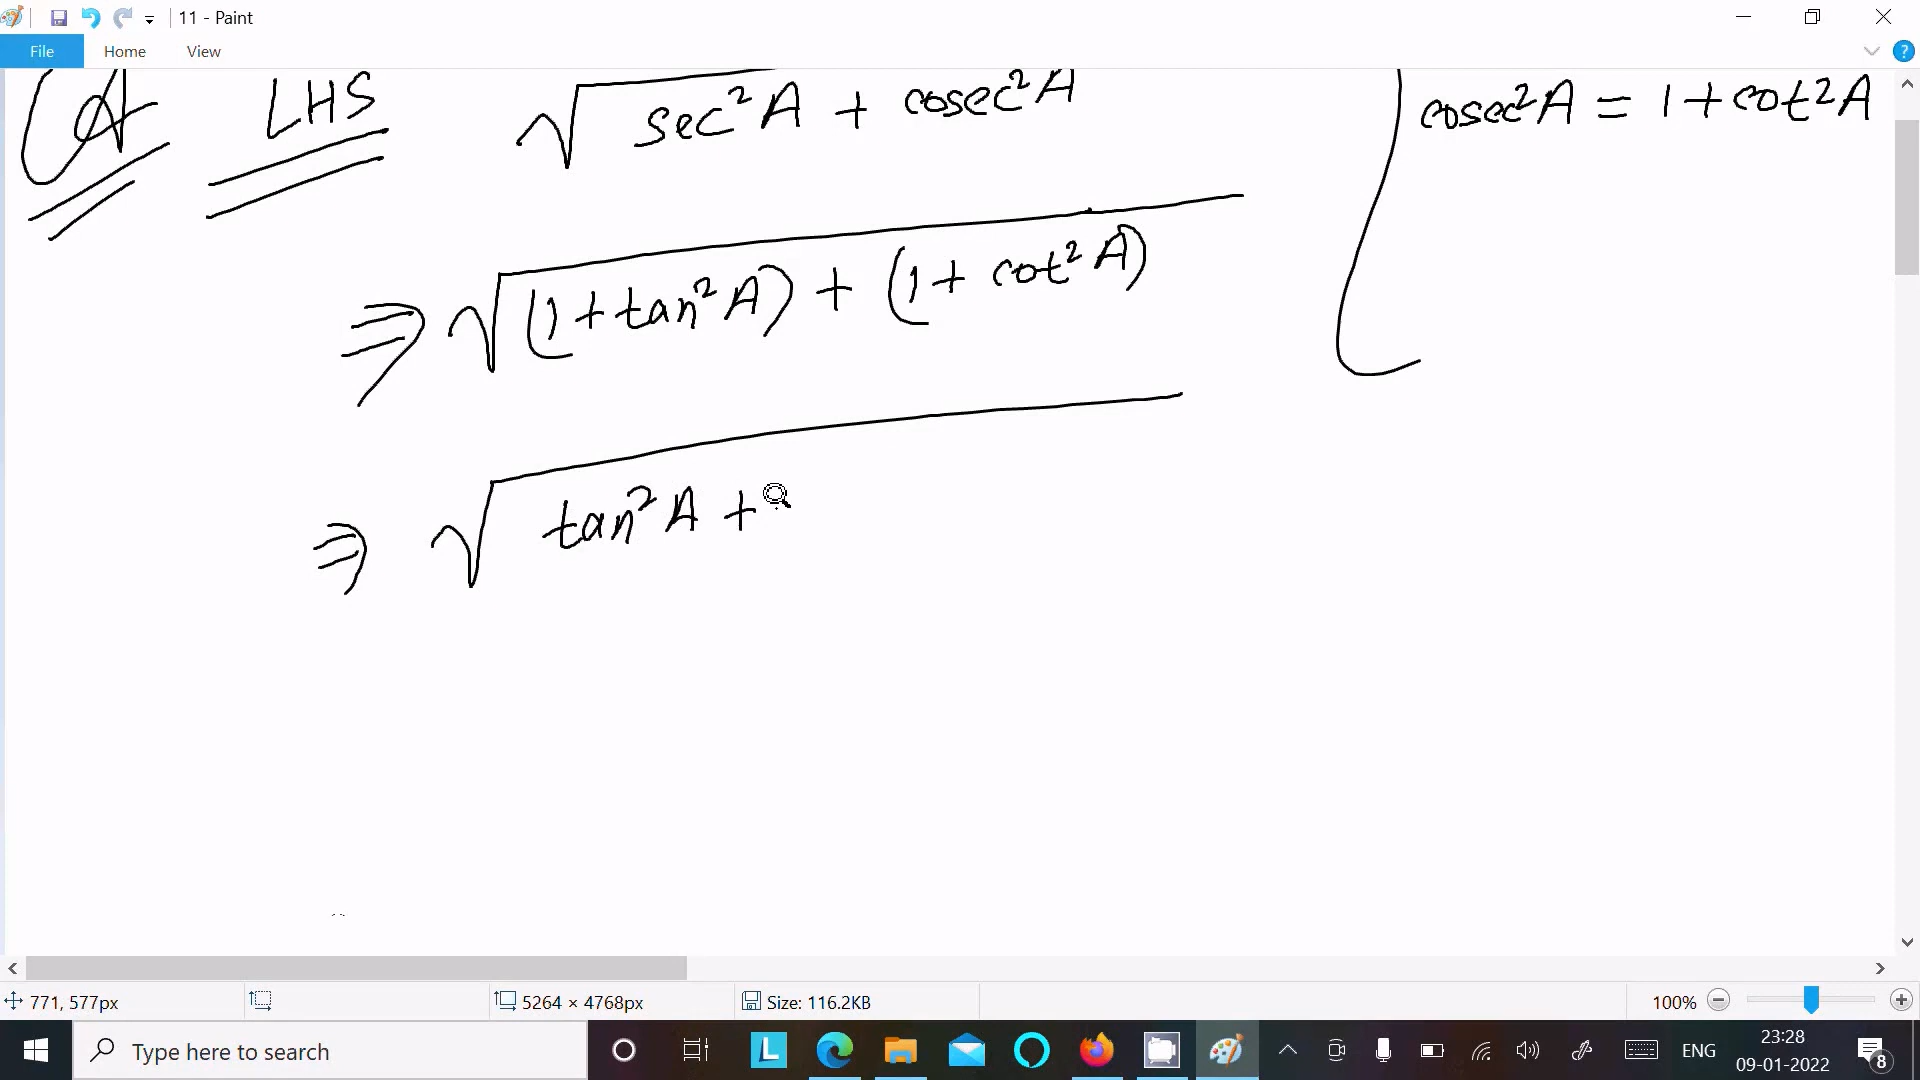 11 - Paint
File Home View
LHS √sec²A + cosec²A
cosec²A = 1 + cot²A
⇒ √(1 + tan²A) + (1 + cot²A)
⇒ √tan²A +
771, 577px 5264 × 4768px Size: 116.2KB 100%
Type here to search
L
ENG
23:28
09-01-2022
8